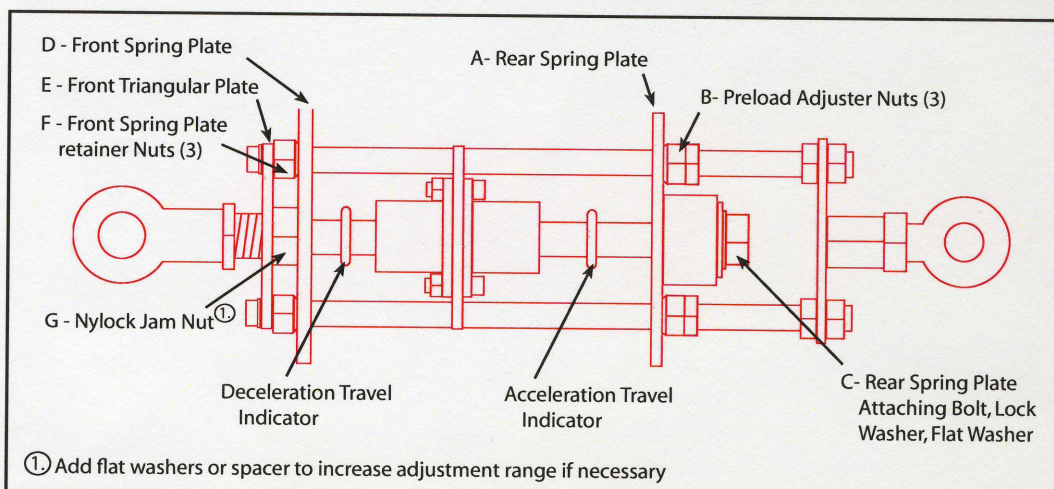 D - Front Spring Plate
E - Front Triangular Plate
F - Front Spring Plate
retainer Nuts (3)
A- Rear Spring Plate
B- Preload Adjuster Nuts (3)
G - Nylock Jam Nut①.
Deceleration Travel
Indicator
Acceleration Travel
Indicator
C- Rear Spring Plate
Attaching Bolt, Lock
Washer, Flat Washer
①. Add flat washers or spacer to increase adjustment range if necessary